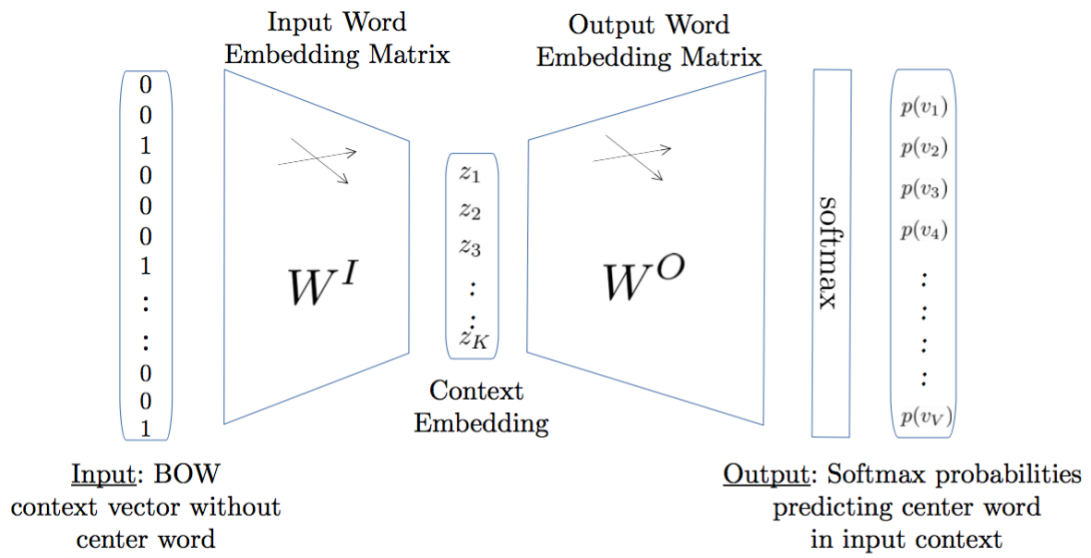 Input Word
Embedding Matrix
Output Word
Embedding Matrix
0
0
1
0
0
0
1
:
:
0
0
1
W^I
z_1
z_2
z_3
:
:
z_K
Context
Embedding
W^O
softmax
p(v_1)
p(v_2)
p(v_3)
p(v_4)
:
:
:
:
p(v_V)
Input: BOW
context vector without
center word
Output: Softmax probabilities
predicting center word
in input context